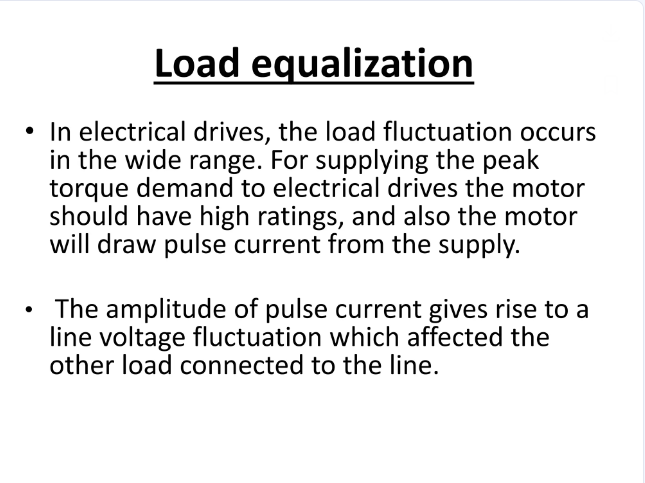 Load equalization
• In electrical drives, the load fluctuation occurs
in the wide range. For supplying the peak
torque demand to electrical drives the motor
should have high ratings, and also the motor
will draw pulse current from the supply.
• The amplitude of pulse current gives rise to a
line voltage fluctuation which affected the
other load connected to the line.